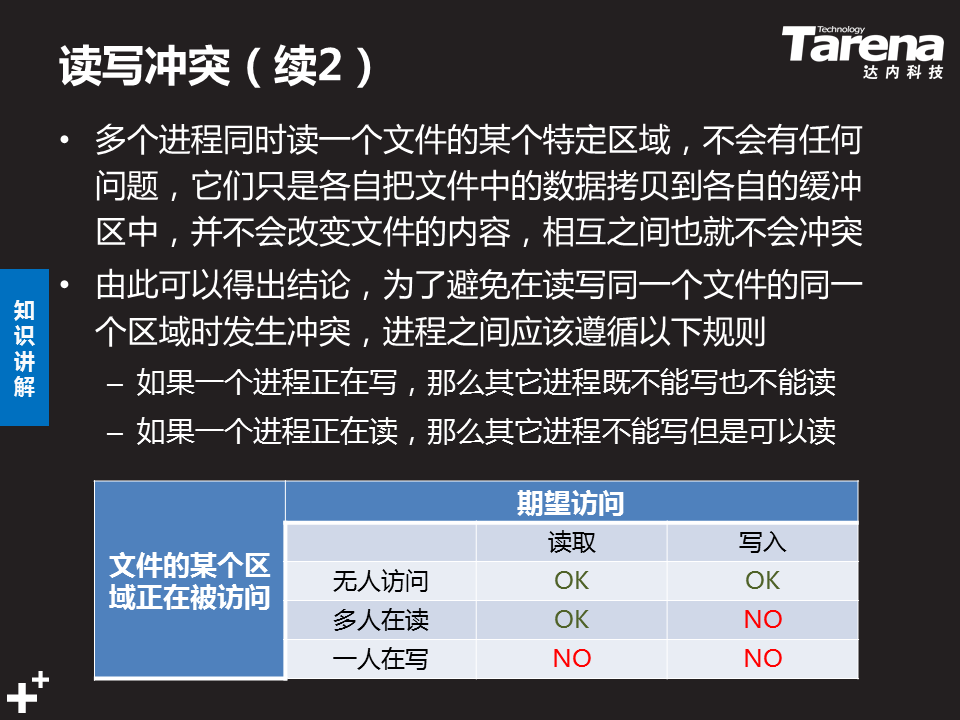 读写冲突（续2）
Technology
Tarena
达内科技
• 多个进程同时读一个文件的某个特定区域，不会有任何
问题，它们只是各自把文件中的数据拷贝到各自的缓冲
区中，并不会改变文件的内容，相互之间也就不会冲突
• 由此可以得出结论，为了避免在读写同一个文件的同一
个区域时发生冲突，进程之间应该遵循以下规则
– 如果一个进程正在写，那么其它进程既不能写也不能读
– 如果一个进程正在读，那么其它进程不能写但是可以读
知
识
讲
解
文件的某个区
域正在被访问
期望访问
读取 写入
无人访问 OK OK
多人在读 OK NO
一人在写 NO NO